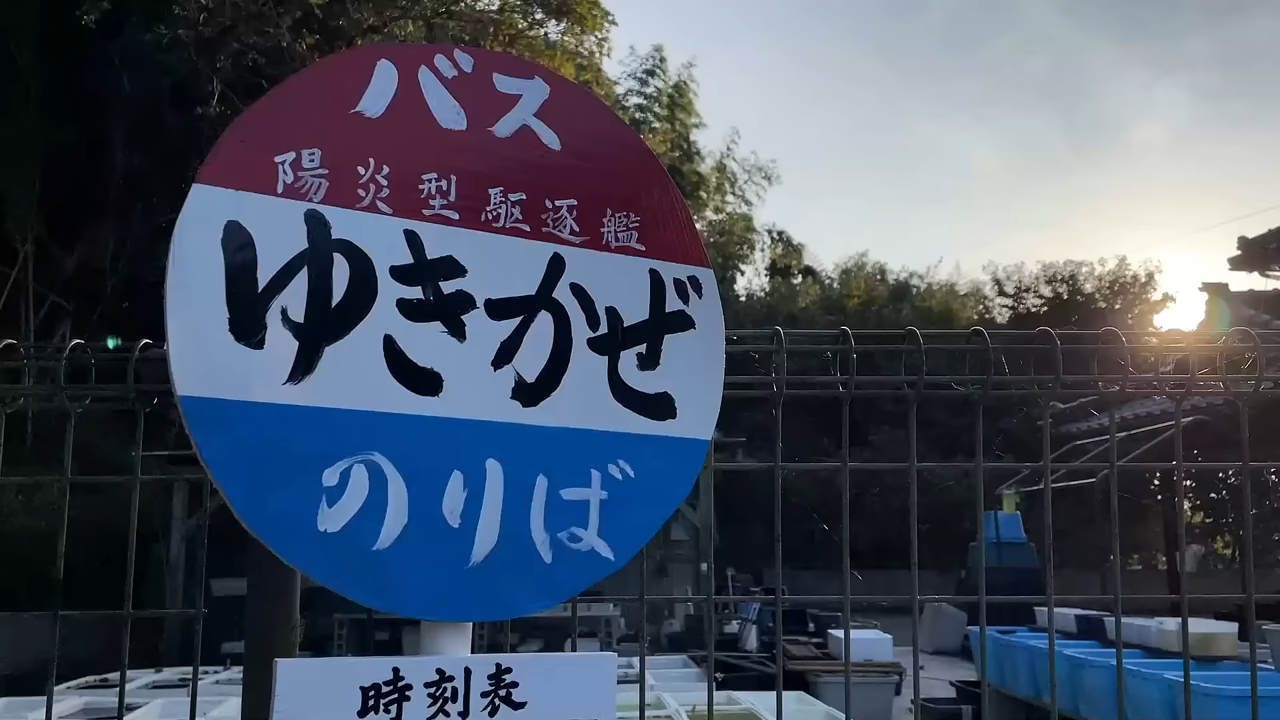 バス
陽炎型駆逐艦
ゆきかぜ
のりば
時刻表